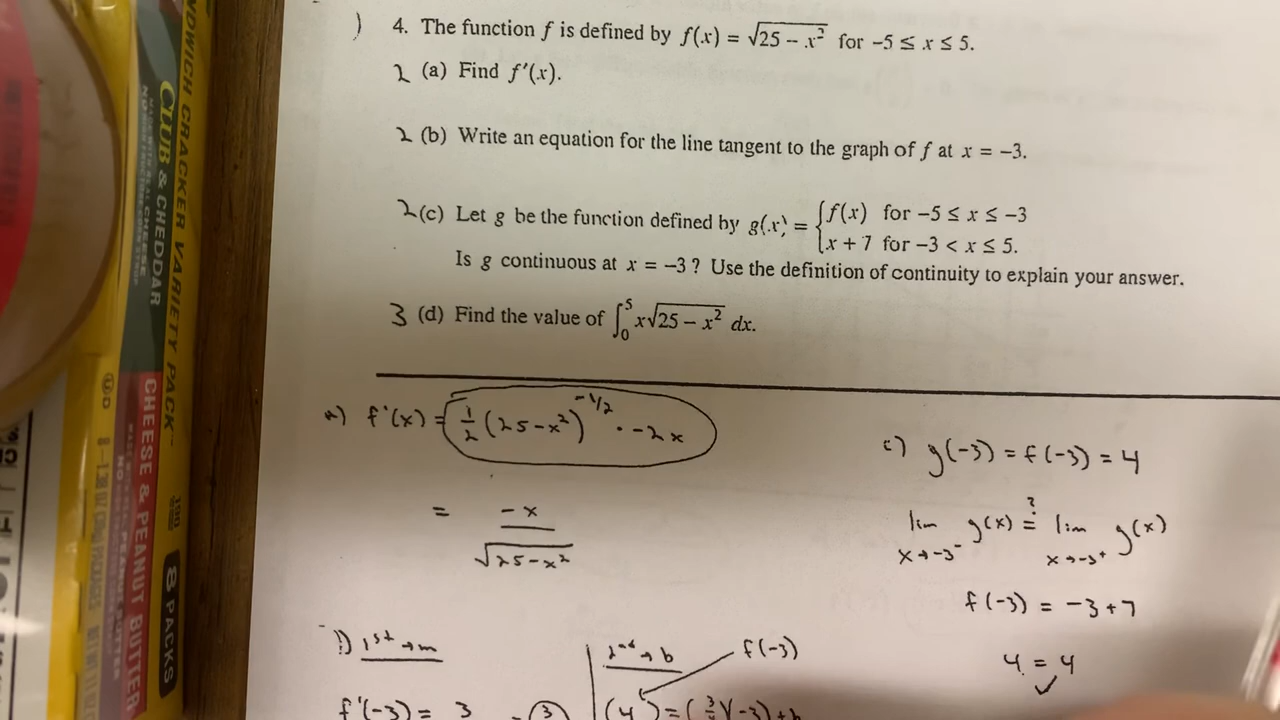 ) 4. The function f is defined by f(x) = √25 − x² for −5 ≤ x ≤ 5.
2 (a) Find f′(x).
2 (b) Write an equation for the line tangent to the graph of f at x = −3.
2 (c) Let g be the function defined by g(x) = { f(x) for −5 ≤ x ≤ −3
x + 7 for −3 < x ≤ 5.
Is g continuous at x = −3 ? Use the definition of continuity to explain your answer.
3 (d) Find the value of ∫₀⁵ x√25 − x² dx.
a) f'(x) = ½ (25-x²)^-1/2 · -2x
= -x / √25-x²
c) g(-3) = f(-3) = 4
lim x→-3⁻ g(x) ?= lim x→-3⁺ g(x)
f(-3) = -3+7
4 = 4 ✓
1st → m
f'(-3) = 3
2nd → b
f(-3)
(4) = (3/4)(-3)+b
NDWICH CRACKER VARIETY PACK
CLUB & CHEDDAR
CHEESE & PEANUT BUTTER
8 PACKS